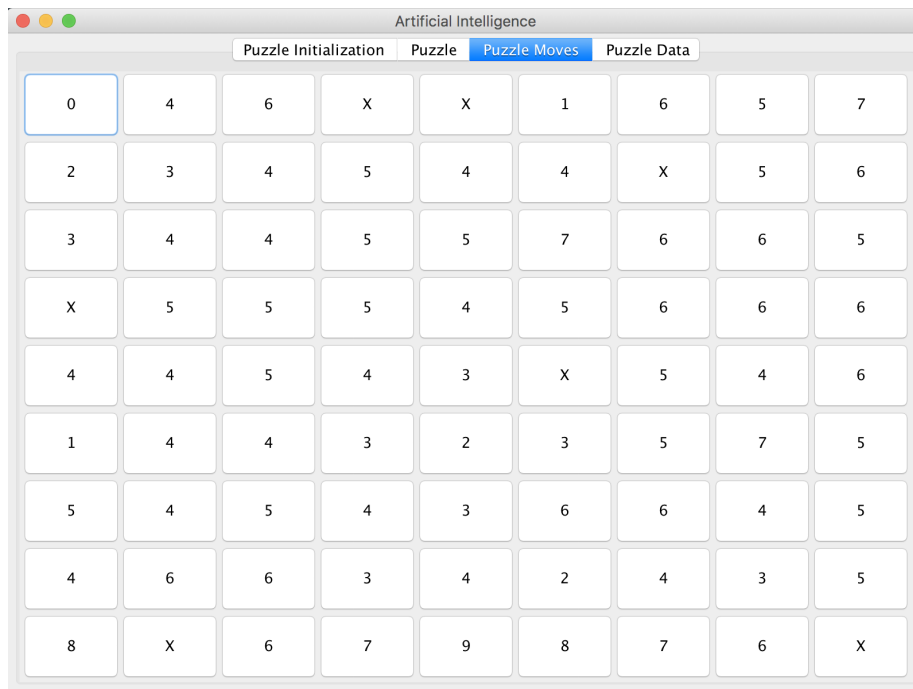 Artificial Intelligence
Puzzle Initialization Puzzle Puzzle Moves Puzzle Data
0 4 6 X X 1 6 5 7
2 3 4 5 4 4 X 5 6
3 4 4 5 5 7 6 6 5
X 5 5 5 4 5 6 6 6
4 4 5 4 3 X 5 4 6
1 4 4 3 2 3 5 7 5
5 4 5 4 3 6 6 4 5
4 6 6 3 4 2 4 3 5
8 X 6 7 9 8 7 6 X